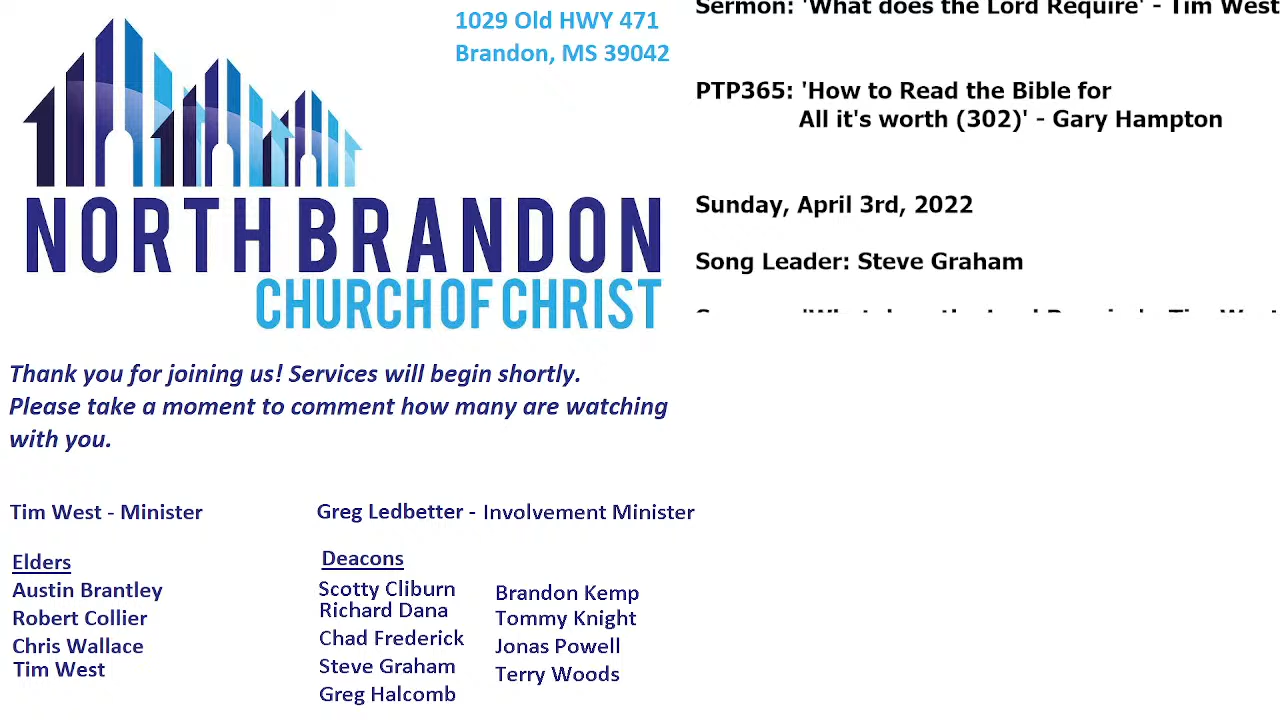 1029 Old HWY 471
Brandon, MS 39042
NORTH BRANDON
CHURCH OF CHRIST
Thank you for joining us! Services will begin shortly.
Please take a moment to comment how many are watching
with you.
Tim West - Minister
Elders
Austin Brantley
Robert Collier
Chris Wallace
Tim West
Greg Ledbetter - Involvement Minister
Deacons
Scotty Cliburn
Richard Dana
Chad Frederick
Steve Graham
Greg Halcomb
Brandon Kemp
Tommy Knight
Jonas Powell
Terry Woods
Sermon: 'What does the Lord Require' - Tim West
PTP365: 'How to Read the Bible for
All it's worth (302)' - Gary Hampton
Sunday, April 3rd, 2022
Song Leader: Steve Graham